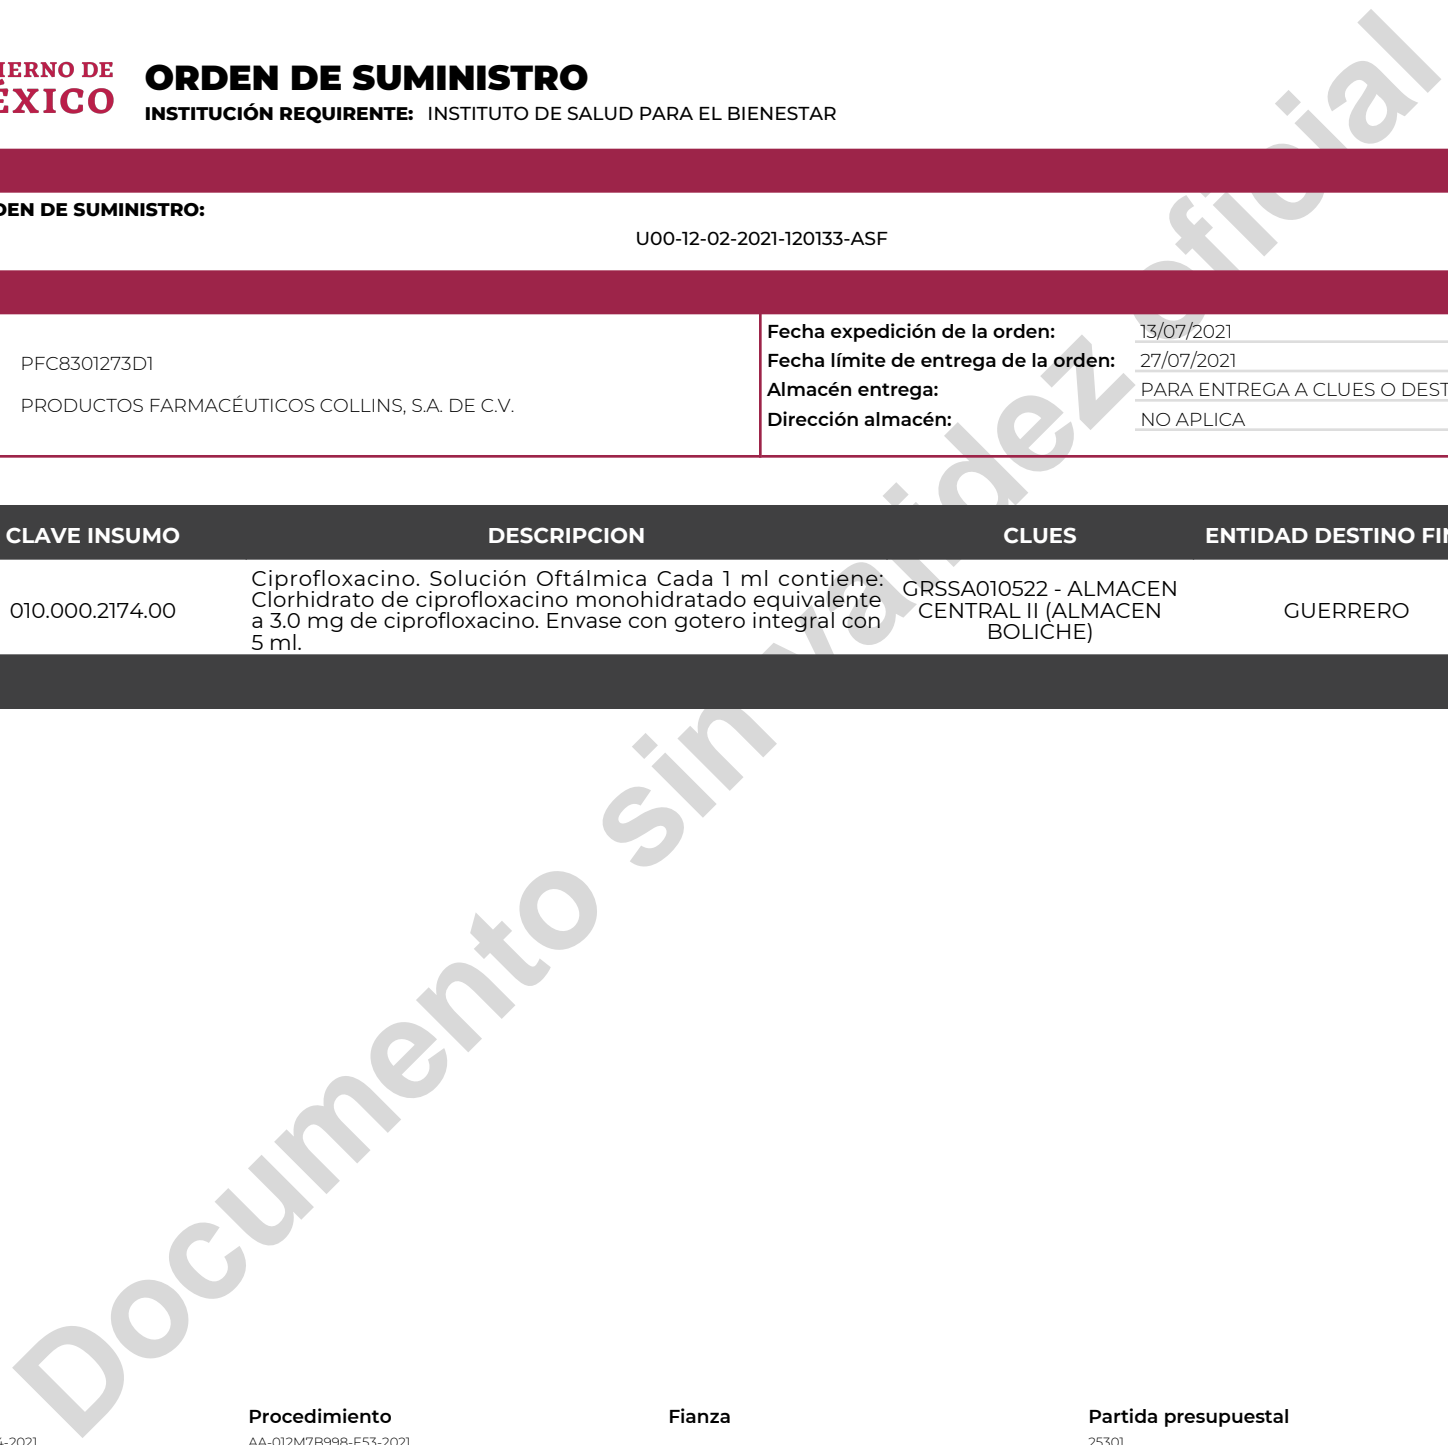 IERNO DE
ÉXICO
ORDEN DE SUMINISTRO
INSTITUCIÓN REQUIRENTE: INSTITUTO DE SALUD PARA EL BIENESTAR
DEN DE SUMINISTRO:
U00-12-02-2021-120133-ASF
PFC8301273D1
PRODUCTOS FARMACÉUTICOS COLLINS, S.A. DE C.V.
Fecha expedición de la orden: 13/07/2021
Fecha límite de entrega de la orden: 27/07/2021
Almacén entrega: PARA ENTREGA A CLUES O DEST
Dirección almacén: NO APLICA
CLAVE INSUMO DESCRIPCION CLUES ENTIDAD DESTINO FIN
010.000.2174.00
Ciprofloxacino. Solución Oftálmica Cada 1 ml contiene:
Clorhidrato de ciprofloxacino monohidratado equivalente
a 3.0 mg de ciprofloxacino. Envase con gotero integral con
5 ml.
GRSSA010522 - ALMACEN
CENTRAL II (ALMACEN
BOLICHE)
GUERRERO
Documento sin validez oficial
Procedimiento Fianza Partida presupuestal
-2021 AA-012M7B998-E53-2021 25301